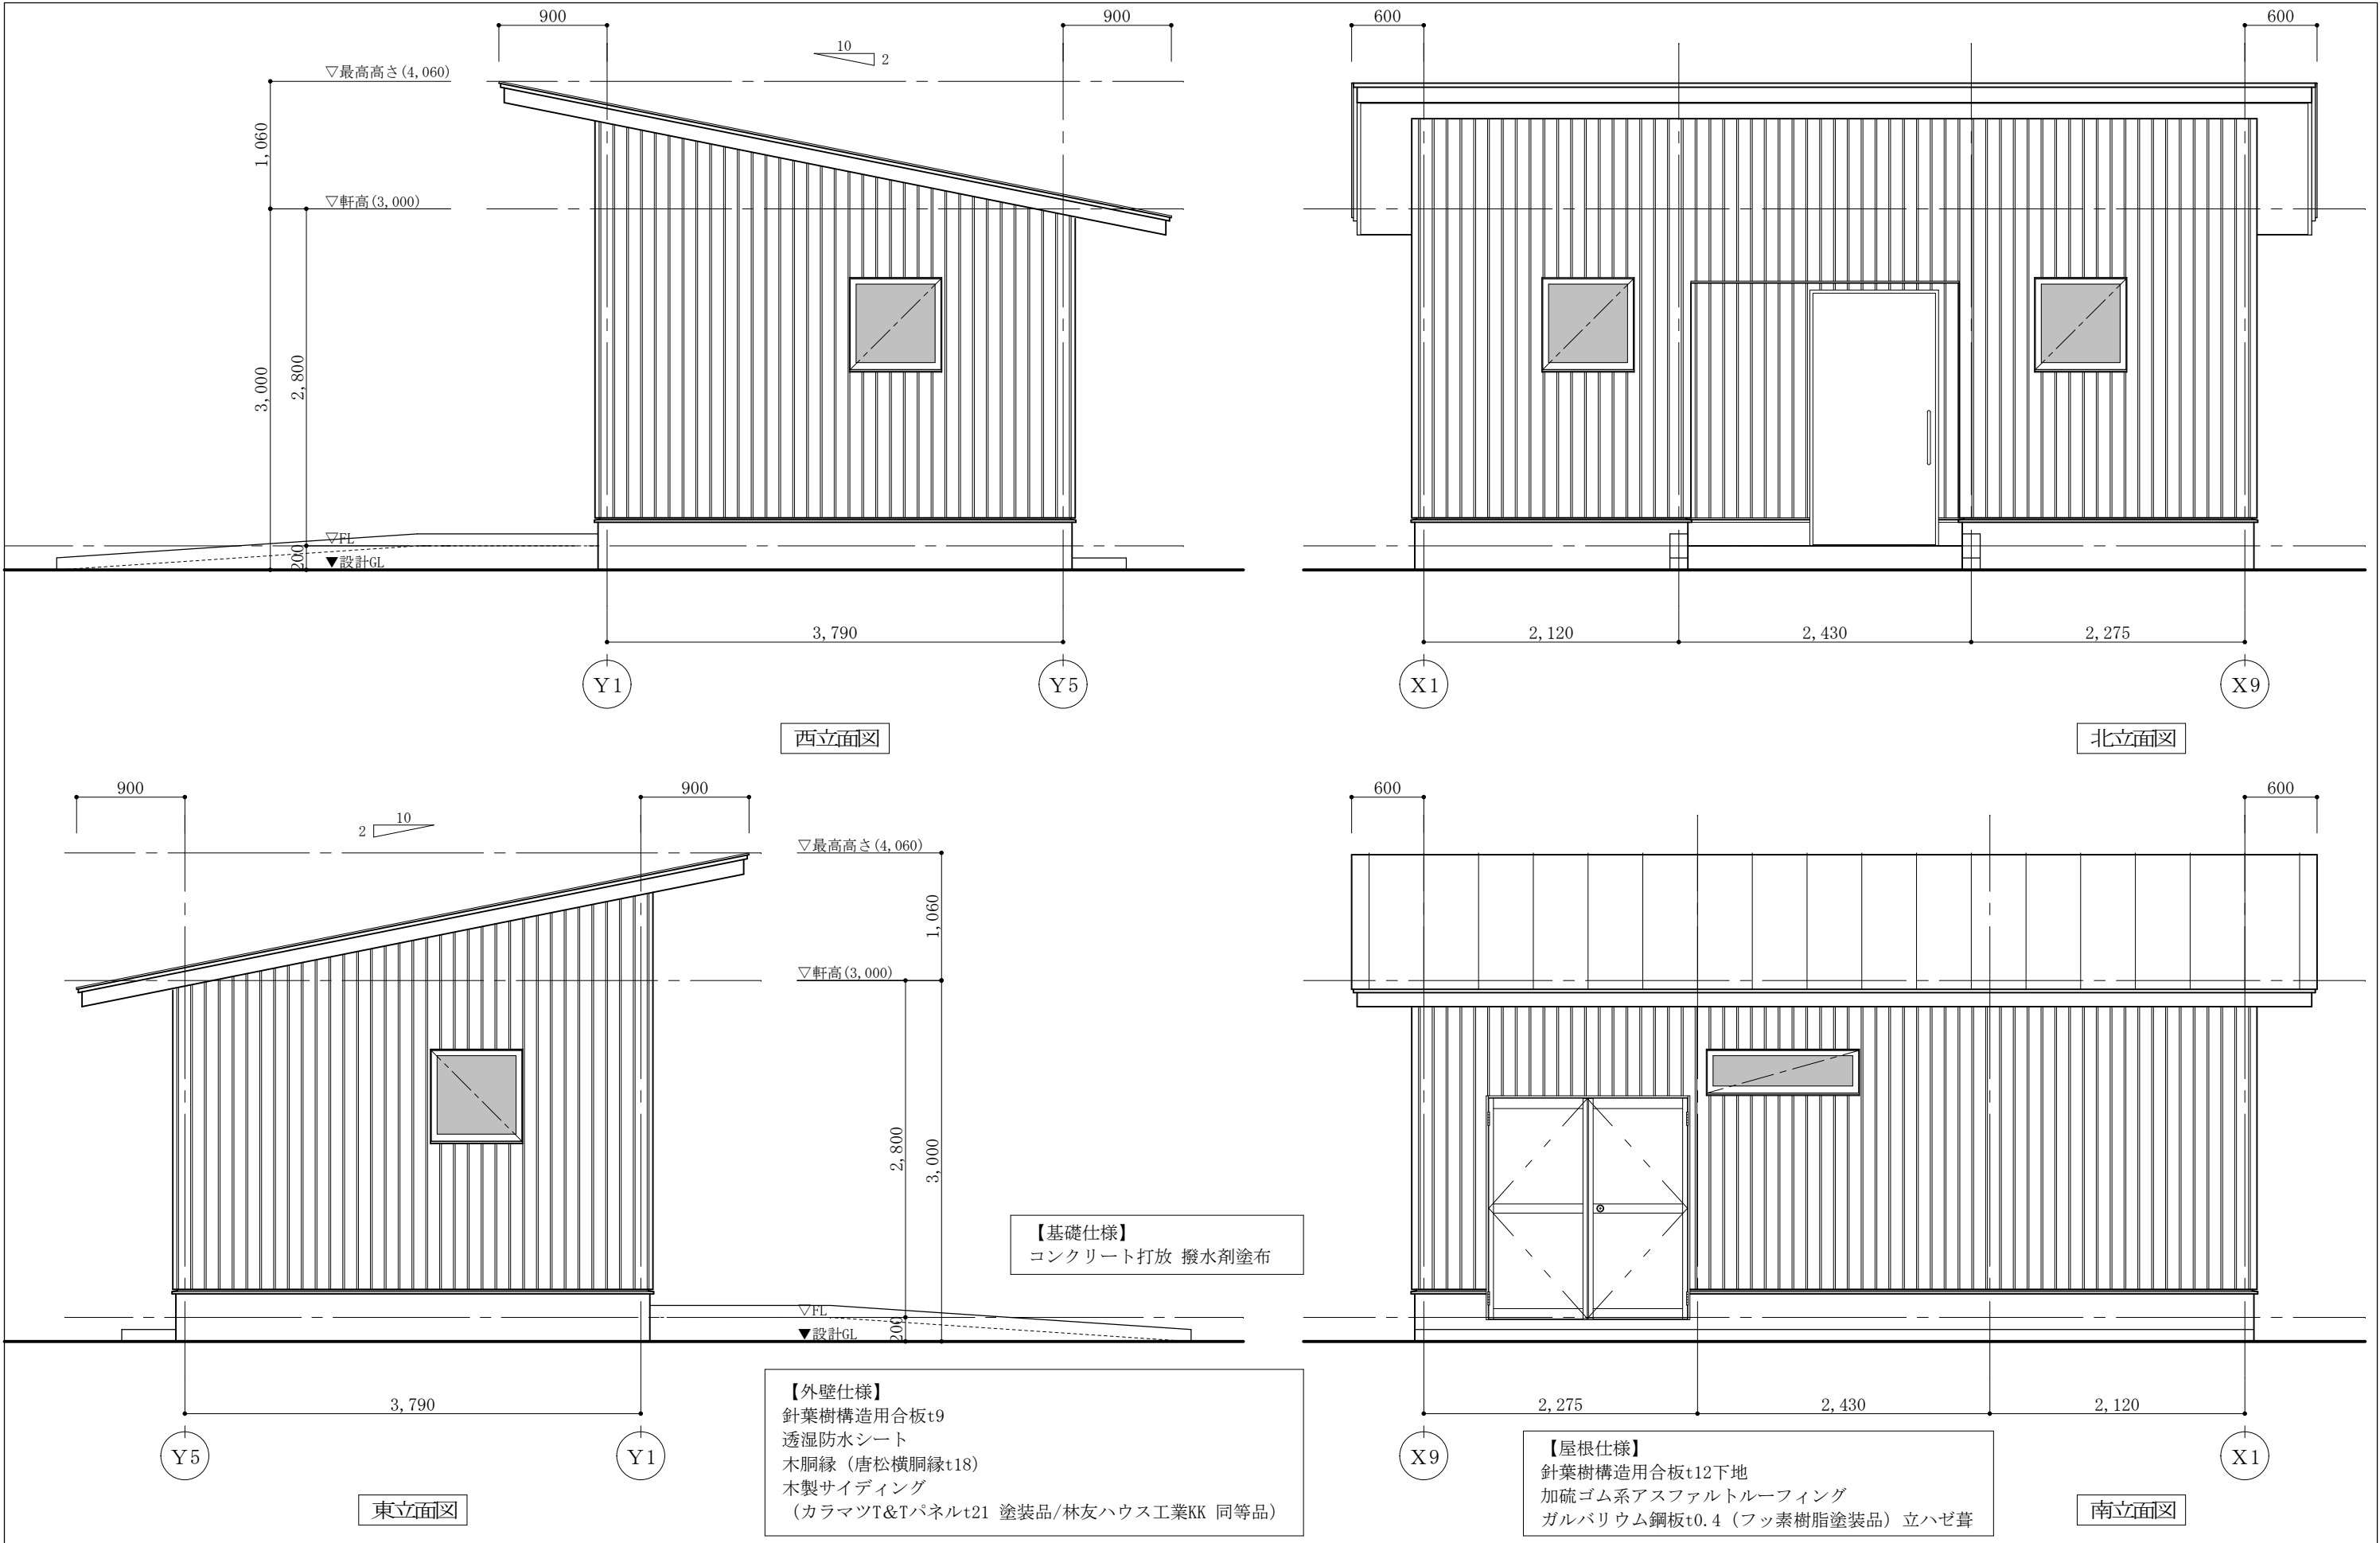 900
900
10
2
▽最高高さ(4,060)
1,060
▽軒高(3,000)
3,000
2,800
▽FL
200
▼設計GL
3,790
Y1
Y5
西立面図
600
600
2,120
2,430
2,275
X1
X9
北立面図
900
900
2
10
▽最高高さ(4,060)
1,060
▽軒高(3,000)
2,800
3,000
▽FL
200
▼設計GL
3,790
Y5
Y1
東立面図
【基礎仕様】
コンクリート打放 撥水剤塗布
【外壁仕様】
針葉樹構造用合板t9
透湿防水シート
木胴縁（唐松横胴縁t18）
木製サイディング
（カラマツT&Tパネルt21 塗装品/林友ハウス工業KK 同等品）
600
600
2,275
2,430
2,120
X9
X1
【屋根仕様】
針葉樹構造用合板t12下地
加硫ゴム系アスファルトルーフィング
ガルバリウム鋼板t0.4（フッ素樹脂塗装品）立ハゼ葺
南立面図